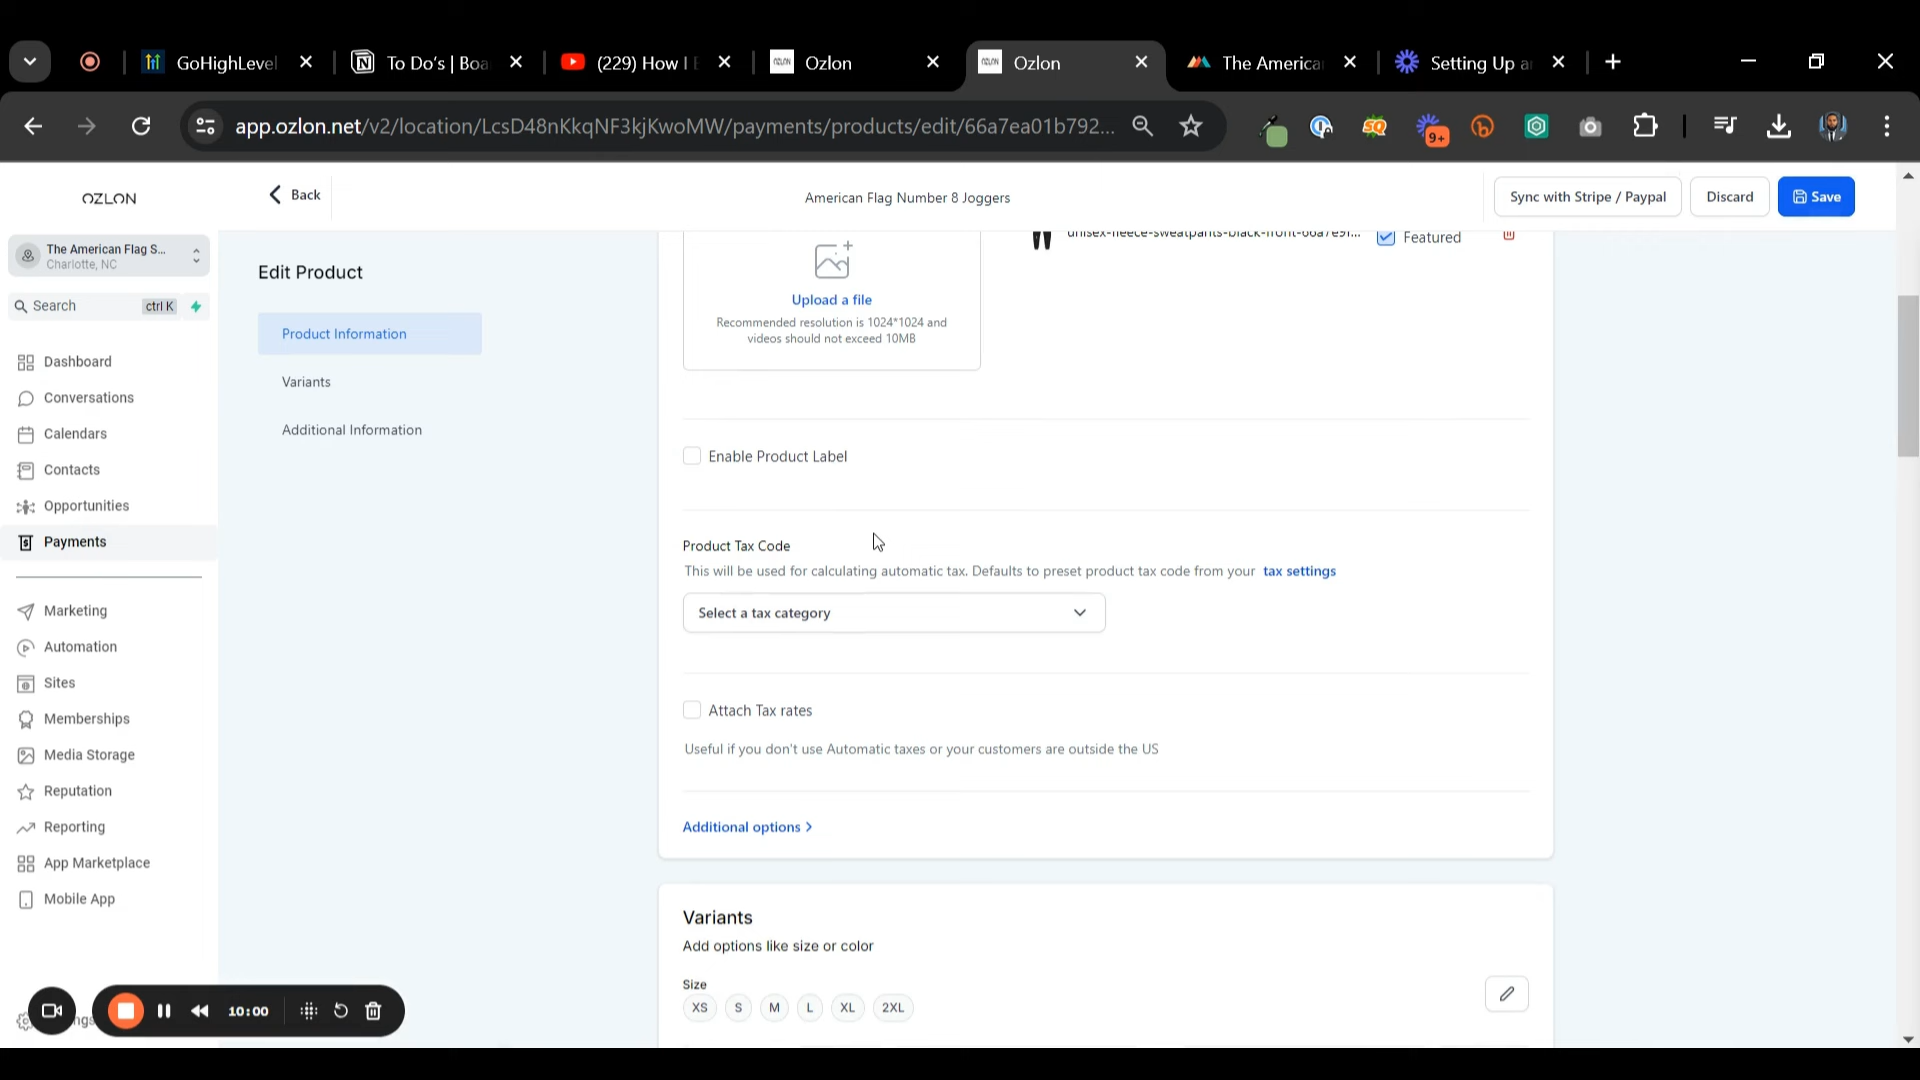 GoHighLevel
To Do's | Boa
(229) How I
Ozlon
Ozlon
The America
Setting Up a
app.ozlon.net/v2/location/LcsD48nKkqNF3kjKwoMW/payments/products/edit/66a7ea01b792...
9+
OZLON
Back
American Flag Number 8 Joggers
Sync with Stripe / Paypal
Discard
Save
The American Flag S...
Charlotte, NC
Search
ctrl K
Dashboard
Conversations
Calendars
Contacts
Opportunities
Payments
Marketing
Automation
Sites
Memberships
Media Storage
Reputation
Reporting
App Marketplace
Mobile App
10:00
Edit Product
Product Information
Variants
Additional Information
unisex-fleece-sweatpants-black-front-66a7e9f...
Featured
Upload a file
Recommended resolution is 1024*1024 and
videos should not exceed 10MB
Enable Product Label
Product Tax Code
This will be used for calculating automatic tax. Defaults to preset product tax code from your tax settings
Select a tax category
Attach Tax rates
Useful if you don't use Automatic taxes or your customers are outside the US
Additional options >
Variants
Add options like size or color
Size
XS S M L XL 2XL